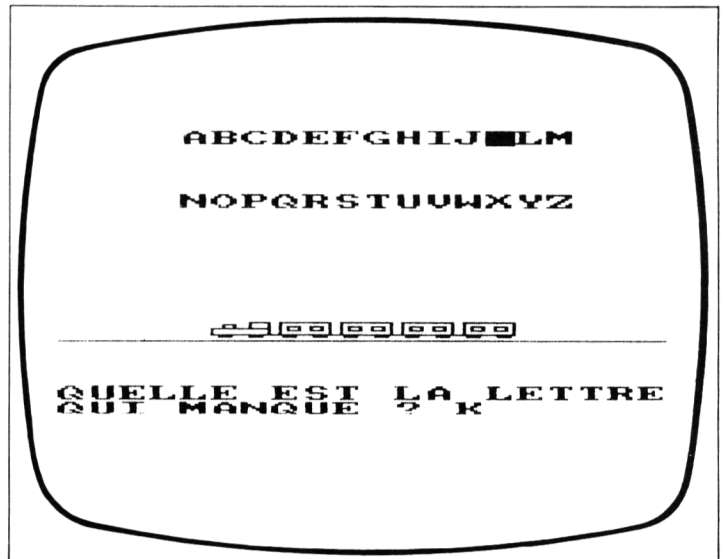 ABCDEFGHIJ■LM
NOPQRSTUVWXYZ
QUELLE EST LA LETTRE
QUI MANQUE ? K